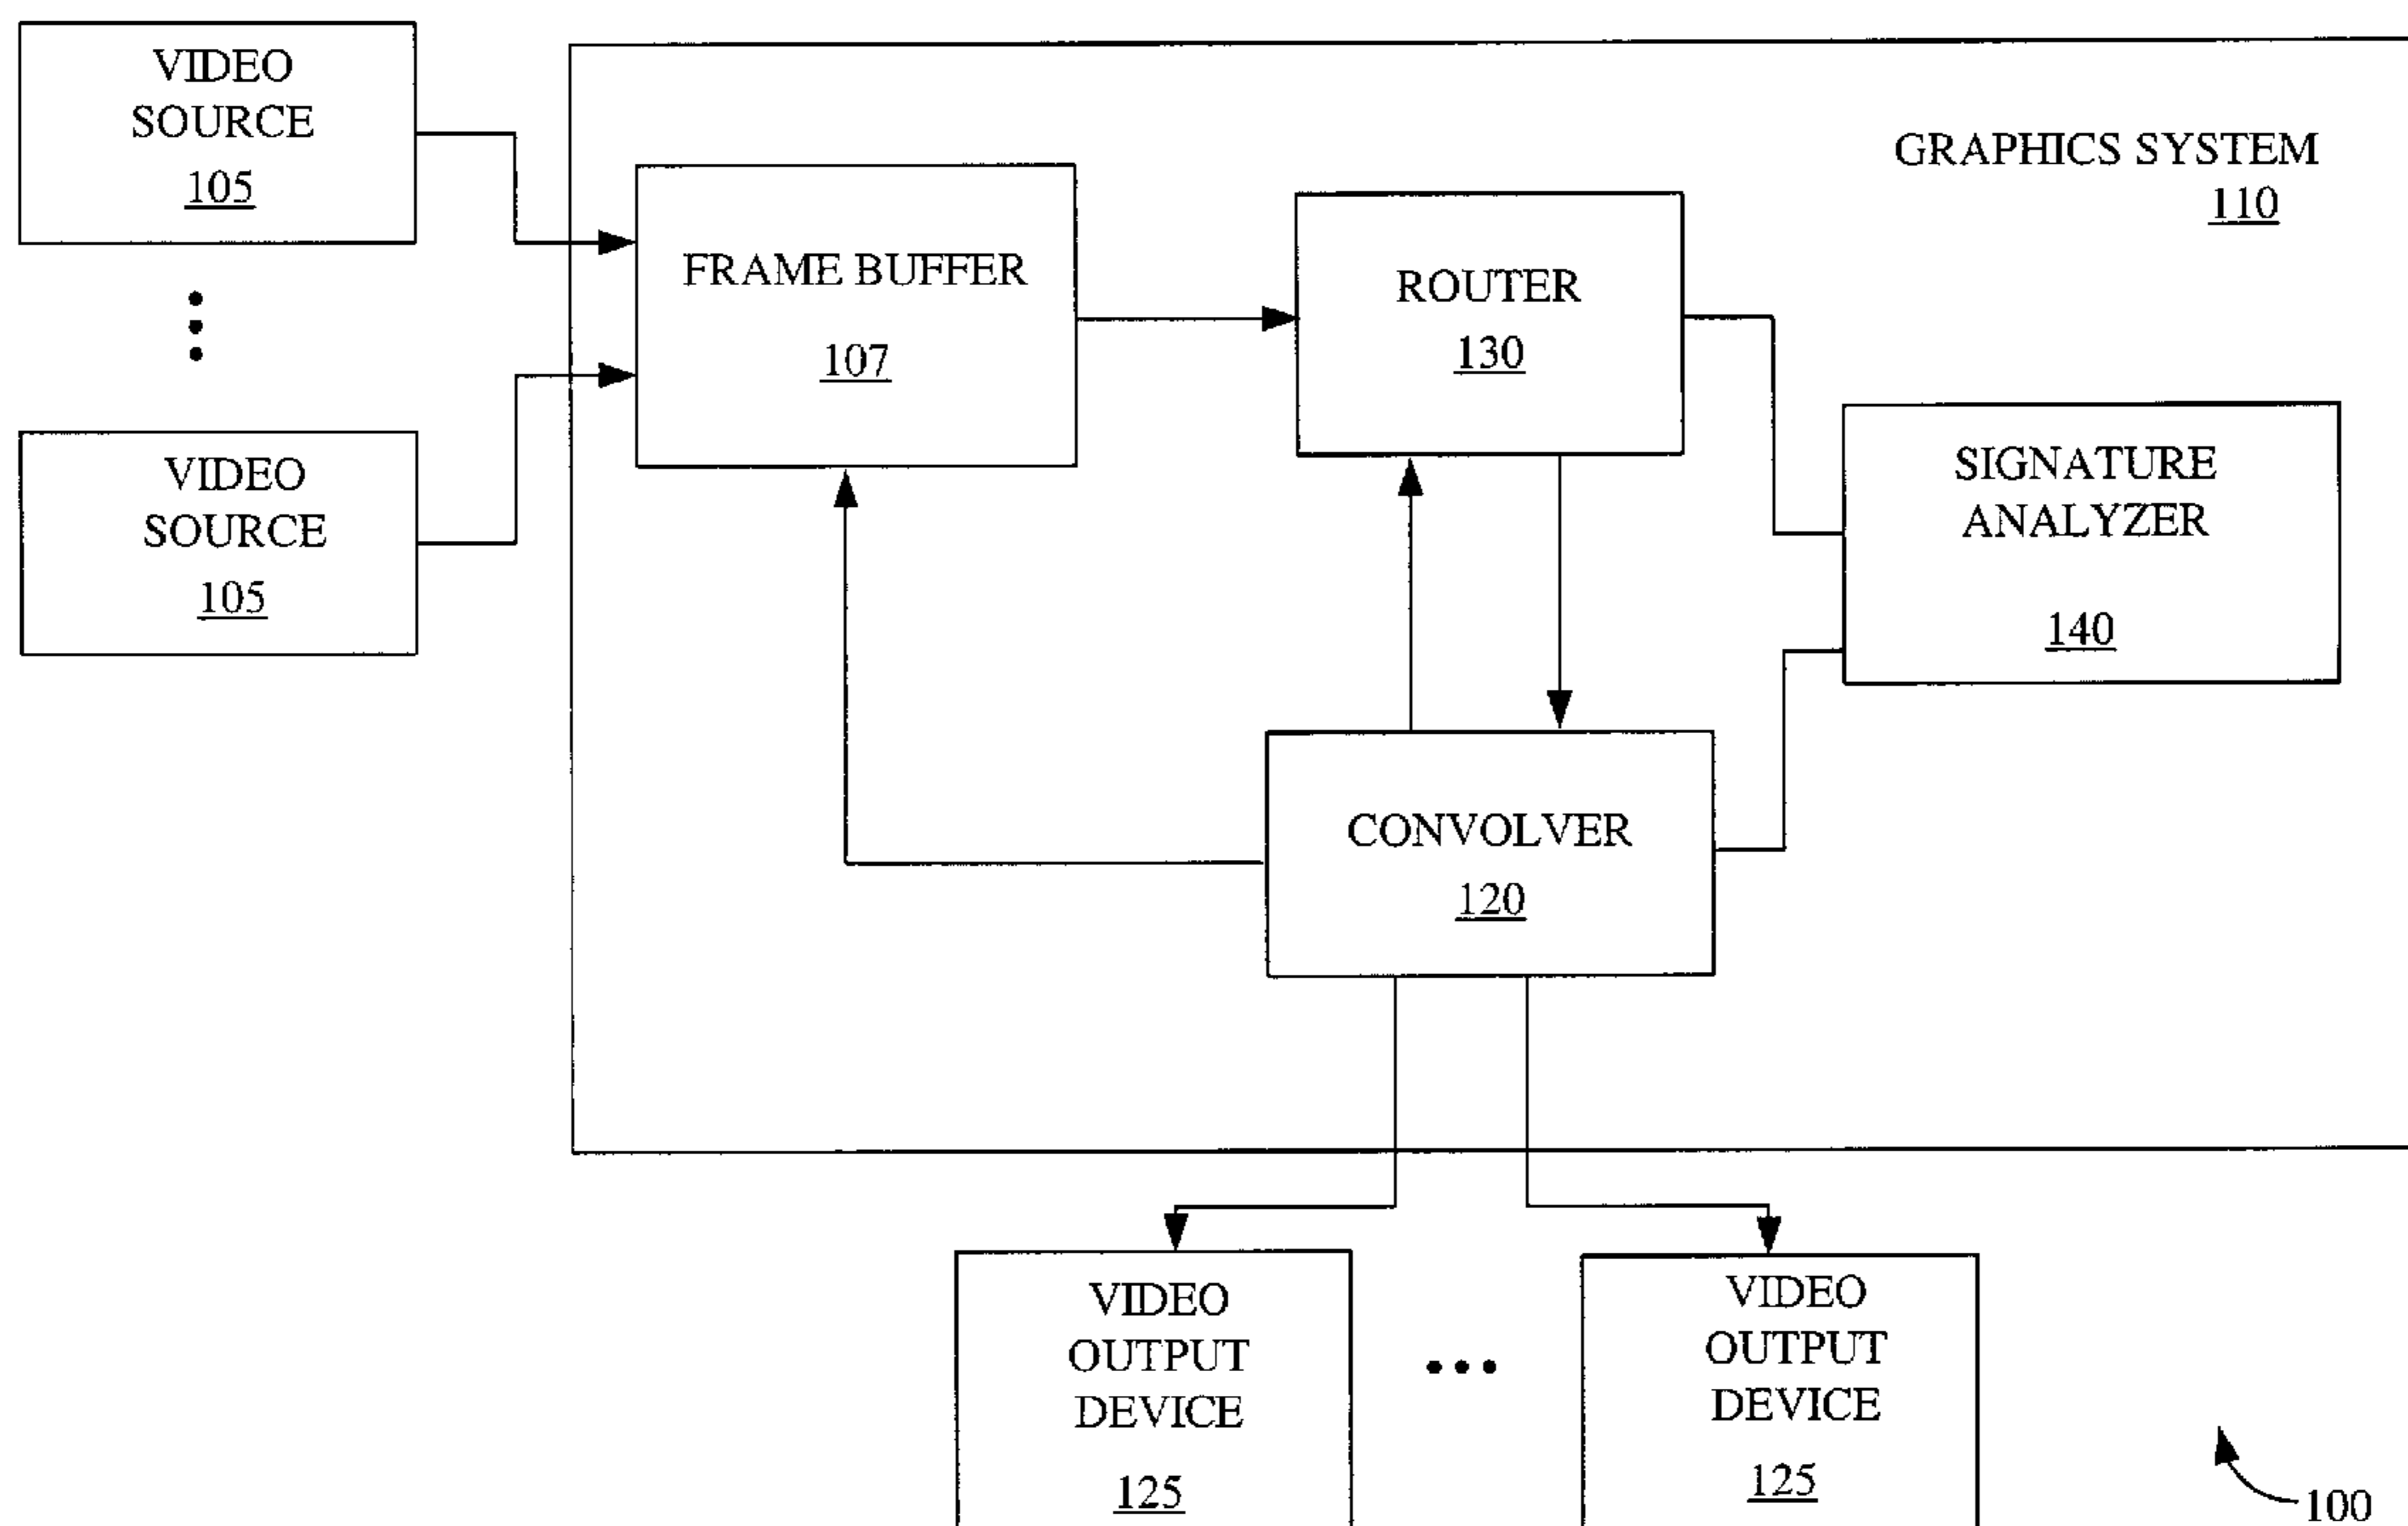 VIDEO
SOURCE
105
GRAPHICS SYSTEM
110
FRAME BUFFER
107
ROUTER
130
VIDEO
SOURCE
105
SIGNATURE
ANALYZER
140
CONVOLVER
120
VIDEO
OUTPUT
DEVICE
125
VIDEO
OUTPUT
DEVICE
125
100